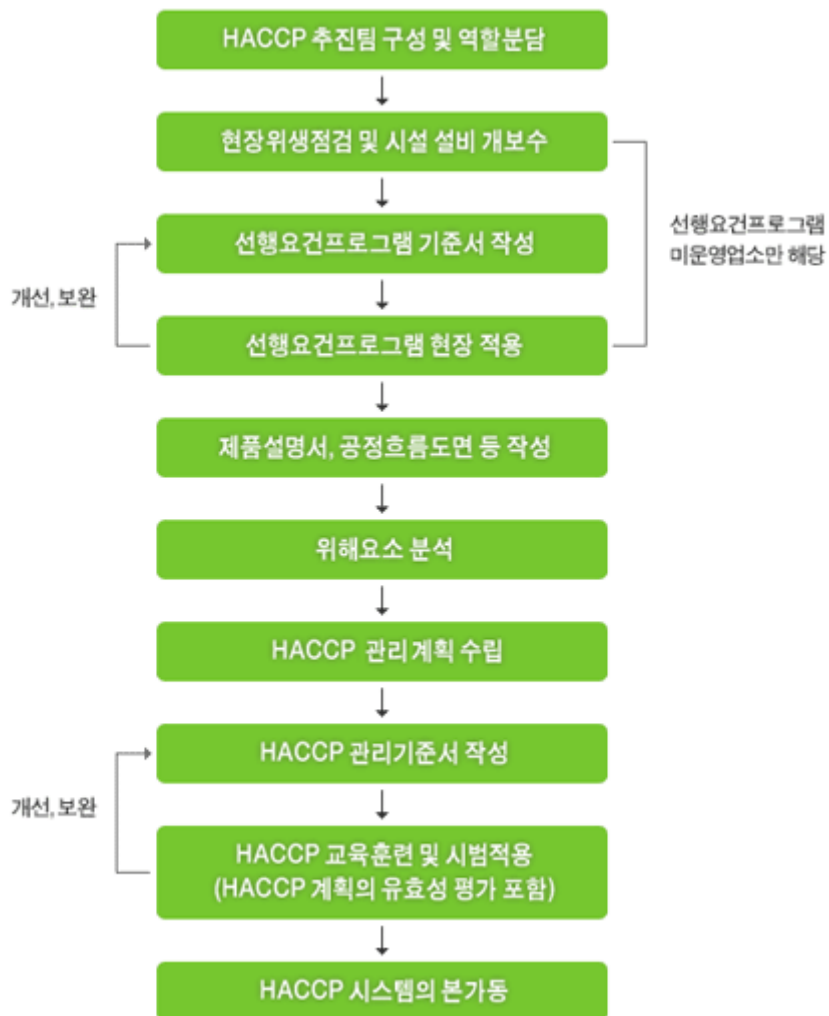 HACCP 추진팀 구성 및 역할분담
현장위생점검 및 시설 설비 개보수
선행요건프로그램
미운영업소만 해당
선행요건프로그램 기준서 작성
개선, 보완
선행요건프로그램 현장 적용
제품설명서, 공정흐름도면 등 작성
위해요소 분석
HACCP 관리계획 수립
HACCP 관리기준서 작성
개선, 보완
HACCP 교육훈련 및 시범적용
(HACCP 계획의 유효성 평가 포함)
HACCP 시스템의 본가동